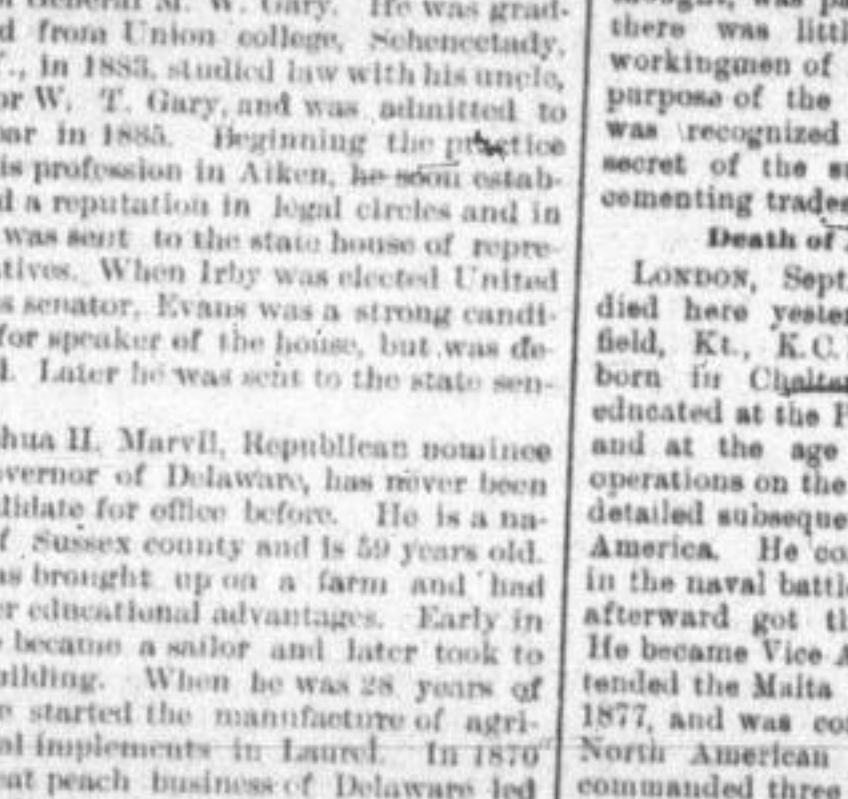 General M. W. Gary. He was grad-
d from Union college, Schenectady,
Y., in 1883, studied law with his uncle,
or W. T. Gary, and was admitted to
bar in 1885. Beginning the practice
is profession in Aiken, he soon estab-
d a reputation in legal circles and in
was sent to the state house of repre-
atives. When Irby was elected United
s senator, Evans was a strong candi-
for speaker of the house, but was de-
d. Later he was sent to the state sen-
hua H. Marvil, Republican nominee
vernor of Delaware, has never been
didate for office before. He is a na-
f Sussex county and is 59 years old.
as brought up on a farm and had
er educational advantages. Early in
e became a sailor and later took to
uilding. When he was 28 years of
e started the manufacture of agri-
al implements in Laurel. In 1870
eat peach business of Delaware led
there was littl
workingmen of
purpose of the
was recognized
secret of the su
cementing trades
Death of
LONDON, Sept.
died here yester
field, Kt., K.C.
born in Chelten
educated at the
and at the age
operations on the
detailed subseque
America. He co
in the naval battle
afterward got th
He became Vice A
tended the Malta
1877, and was co
North American
commanded three